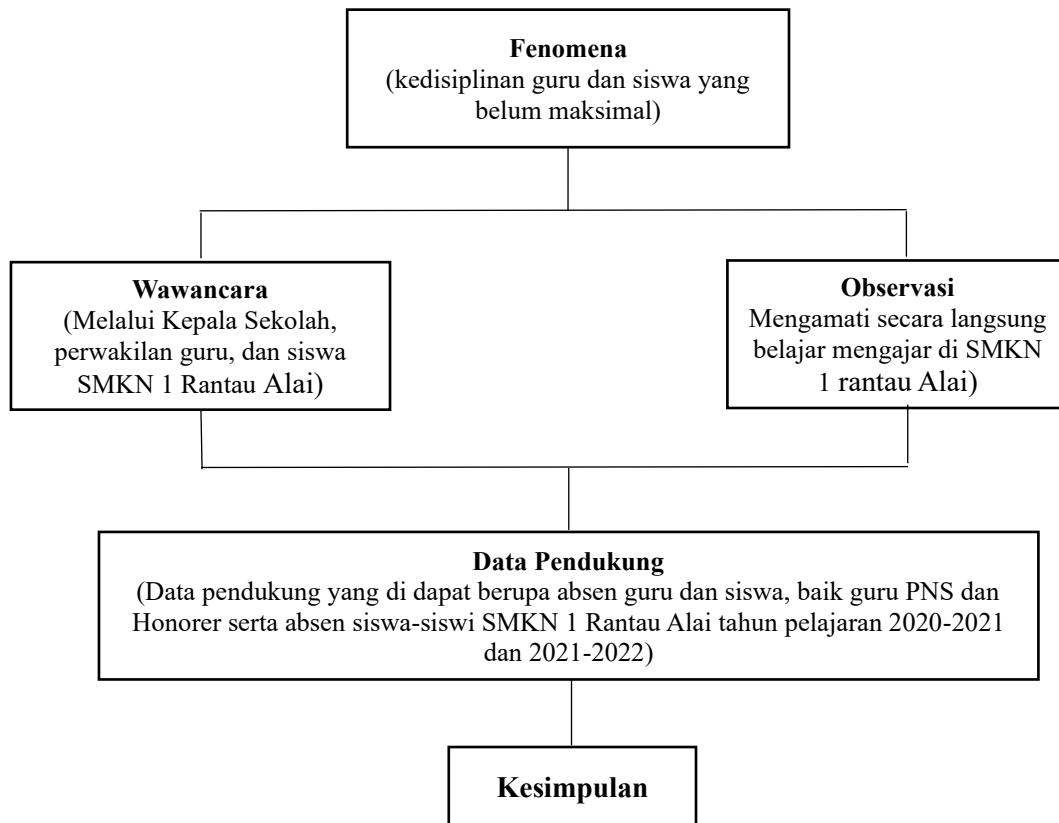 Fenomena
(kedisiplinan guru dan siswa yang
belum maksimal)
Wawancara
(Melalui Kepala Sekolah,
perwakilan guru, dan siswa
SMKN 1 Rantau Alai)
Observasi
Mengamati secara langsung
belajar mengajar di SMKN
1 rantau Alai)
Data Pendukung
(Data pendukung yang di dapat berupa absen guru dan siswa, baik guru PNS dan
Honorer serta absen siswa-siswi SMKN 1 Rantau Alai tahun pelajaran 2020-2021
dan 2021-2022)
Kesimpulan